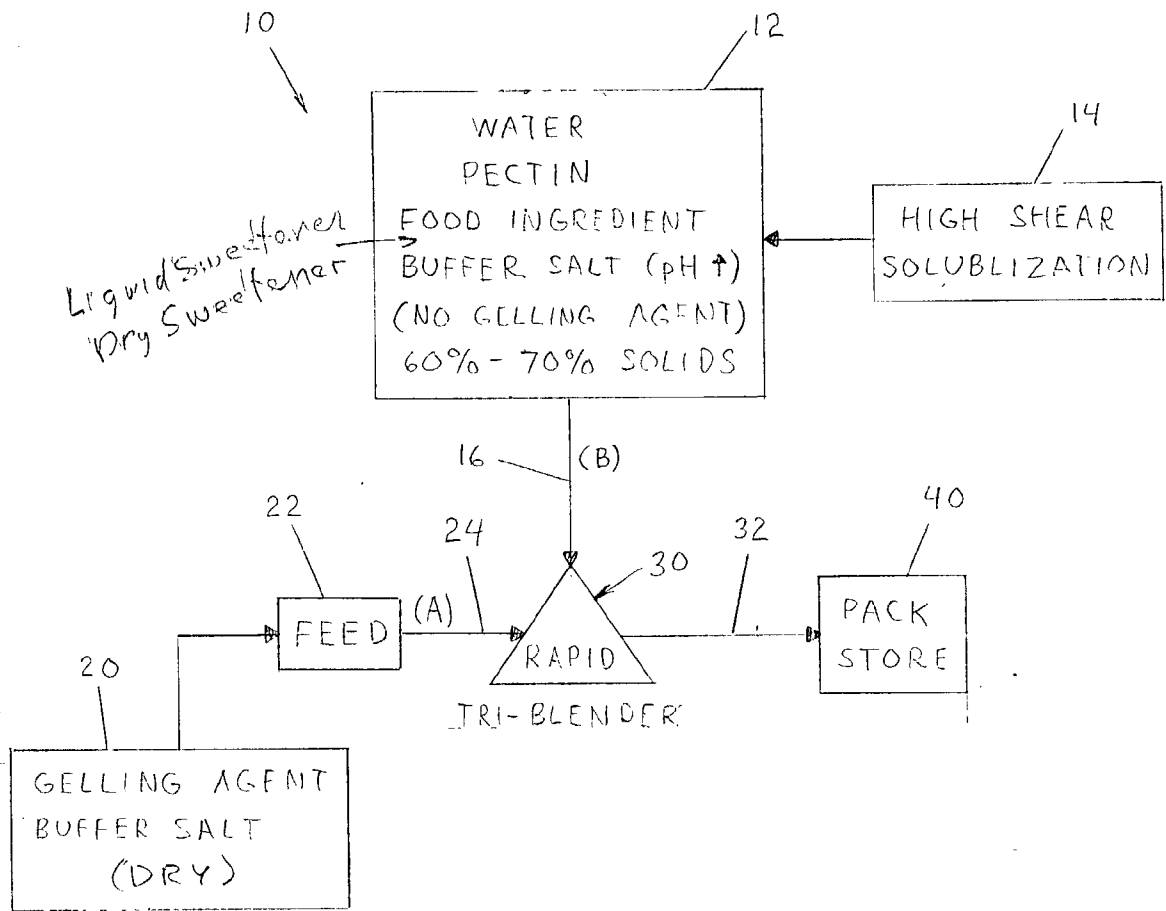 10
12
WATER
PECTIN
FOOD INGREDIENT
BUFFER SALT (pH ↑)
(NO GELLING AGENT)
60% - 70% SOLIDS
Liquid Sweetener
Dry Sweetener
14
HIGH SHEAR
SOLUBLIZATION
16
(B)
22
FEED
(A)
24
30
RAPID
TRI-BLENDER
32
40
PACK
STORE
20
GELLING AGENT
BUFFER SALT
(DRY)